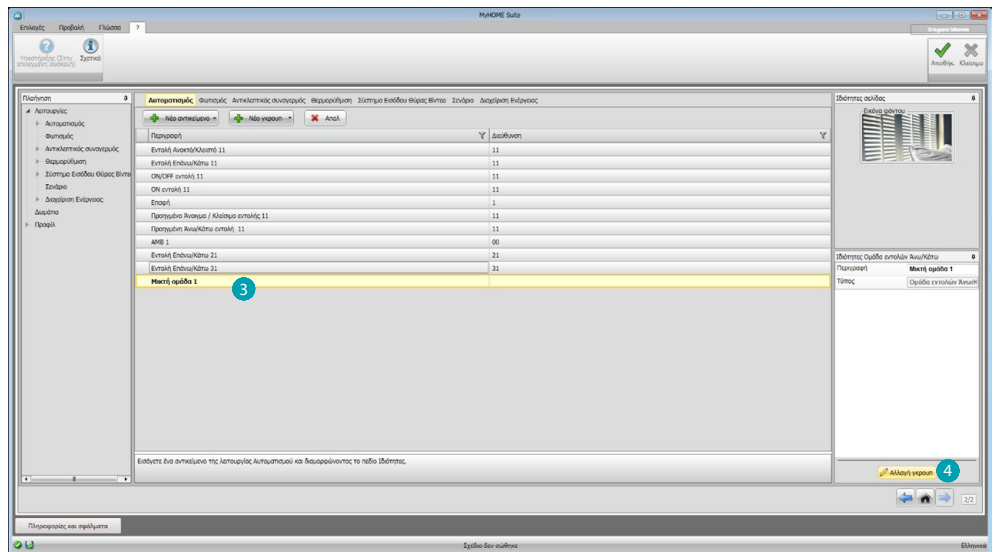 MyHOME Suite
Επιλογές Προβολή Γλώσσα ?
Υποστήριξης (Στην επιλεγμένη συσκευή)
Σχετικά
Αποθήκ. Κλείσιμο
Πλοήγηση
Λειτουργίες
Αυτοματισμός
Φωτισμός
Αντικλεπτικός συναγερμός
Θερμορύθμιση
Σύστημα Εισόδου Θύρας Βίντεο
Σενάριο
Διαχείριση Ενέργειας
Δωμάτια
Προφίλ
Αυτοματισμός Φωτισμός Αντικλεπτικός συναγερμός Θερμορύθμιση Σύστημα Εισόδου Θύρας Βίντεο Σενάριο Διαχείριση Ενέργειας
Νέο αντικείμενο Νέο γκρουπ Απαλ
Περιγραφή Διεύθυνση
Εντολή Ανοικτό/Κλειστό 11 11
Εντολή Επάνω/Κάτω 11 11
ON/OFF εντολή 11 11
ON εντολή 11 11
Επαφή 1
Προηγμένο Άνοιγμα / Κλείσιμο εντολής 11 11
Προηγμένη Άνω/Κάτω εντολή 11 11
AMB 1 00
Εντολή Επάνω/Κάτω 21 21
Εντολή Επάνω/Κάτω 31 31
Μικτή ομάδα 1
3
Εισάγετε ένα αντικείμενο της λειτουργίας Αυτοματισμού και διαμορφώνοντας το πεδίο Ιδιότητες.
Ιδιότητες σελίδας
Εικόνα φόντου
Ιδιότητες Ομάδα εντολών Άνω/Κάτω
Περιγραφή Μικτή ομάδα 1
Τύπος Ομάδα εντολών Άνω/Κ
Αλλαγή γκρουπ 4
2/2
Πληροφορίες και σφάλματα
Σχέδιο δεν σώθηκε
Ελληνικά